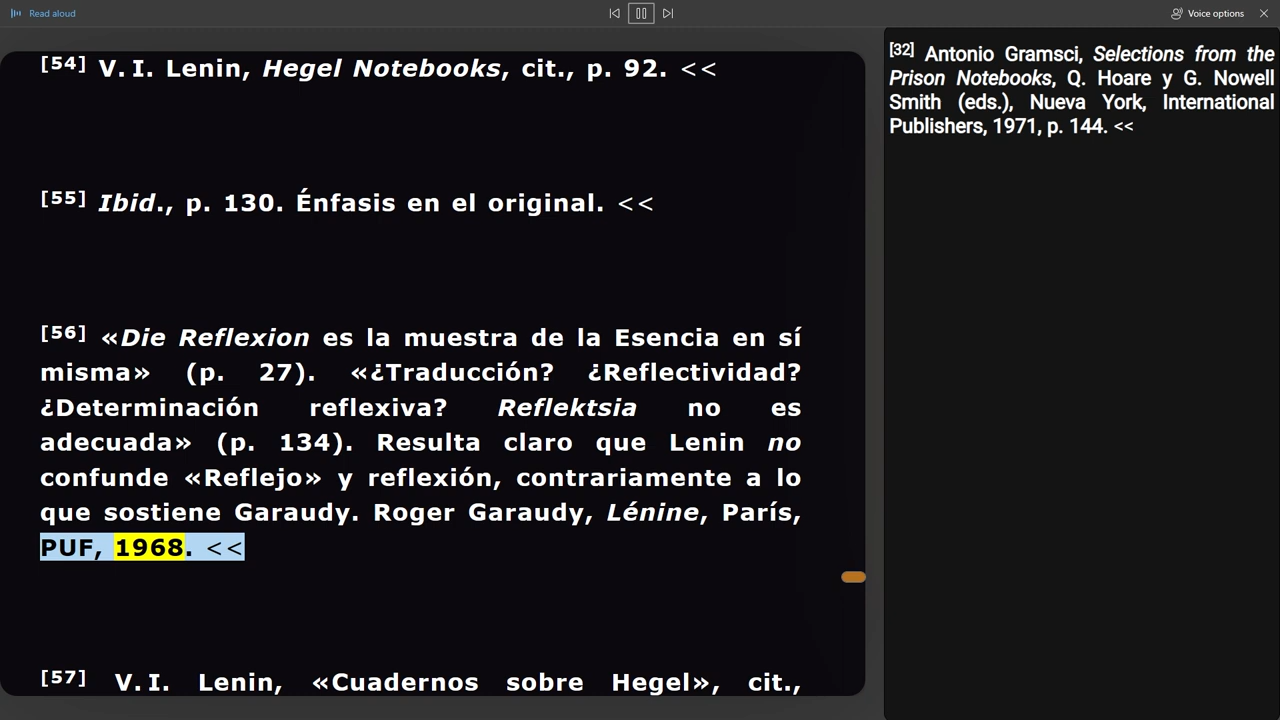 Read aloud
Voice options
[54] V. I. Lenin, Hegel Notebooks, cit., p. 92. <<
[55] Ibid., p. 130. Énfasis en el original. <<
[56] «Die Reflexion es la muestra de la Esencia en sí
misma» (p. 27). «¿Traducción? ¿Reflectividad?
¿Determinación reflexiva? Reflektsia no es
adecuada» (p. 134). Resulta claro que Lenin no
confunde «Reflejo» y reflexión, contrariamente a lo
que sostiene Garaudy. Roger Garaudy, Lénine, París,
PUF, 1968. <<
[57] V. I. Lenin, «Cuadernos sobre Hegel», cit.,
[32] Antonio Gramsci, Selections from the
Prison Notebooks, Q. Hoare y G. Nowell
Smith (eds.), Nueva York, International
Publishers, 1971, p. 144. <<